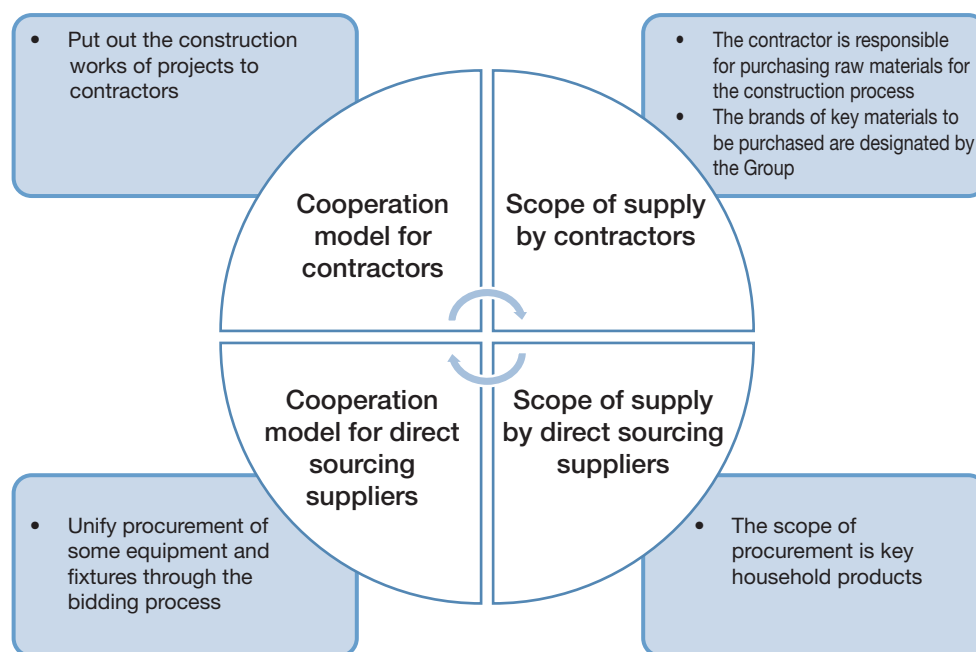 • Put out the construction
works of projects to
contractors
• The contractor is responsible
for purchasing raw materials for
the construction process
• The brands of key materials to
be purchased are designated by
the Group
Cooperation
model for
contractors
Scope of supply
by contractors
Cooperation
model for direct
sourcing
suppliers
Scope of supply
by direct sourcing
suppliers
• Unify procurement of
some equipment and
fixtures through the
bidding process
• The scope of
procurement is key
household products